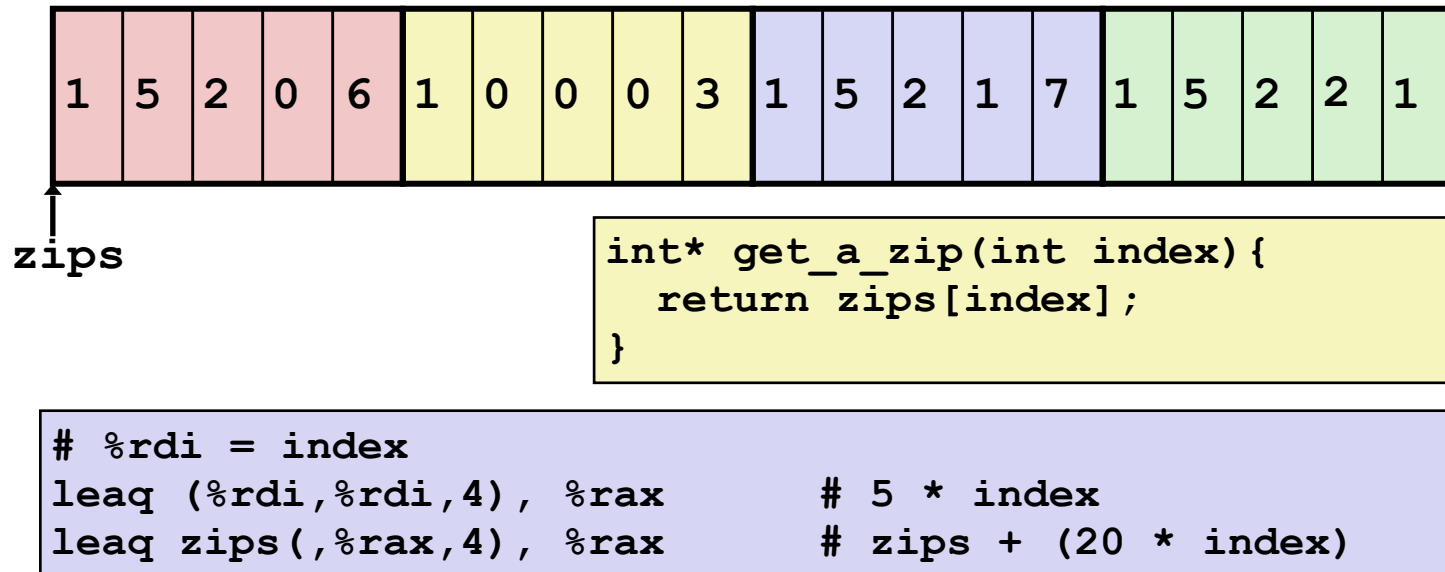 1 5 2 0 6 1 0 0 0 3 1 5 2 1 7 1 5 2 2 1
zips
int* get_a_zip(int index){
  return zips[index];
}
# %rdi = index
leaq (%rdi,%rdi,4), %rax # 5 * index
leaq zips(,%rax,4), %rax # zips + (20 * index)